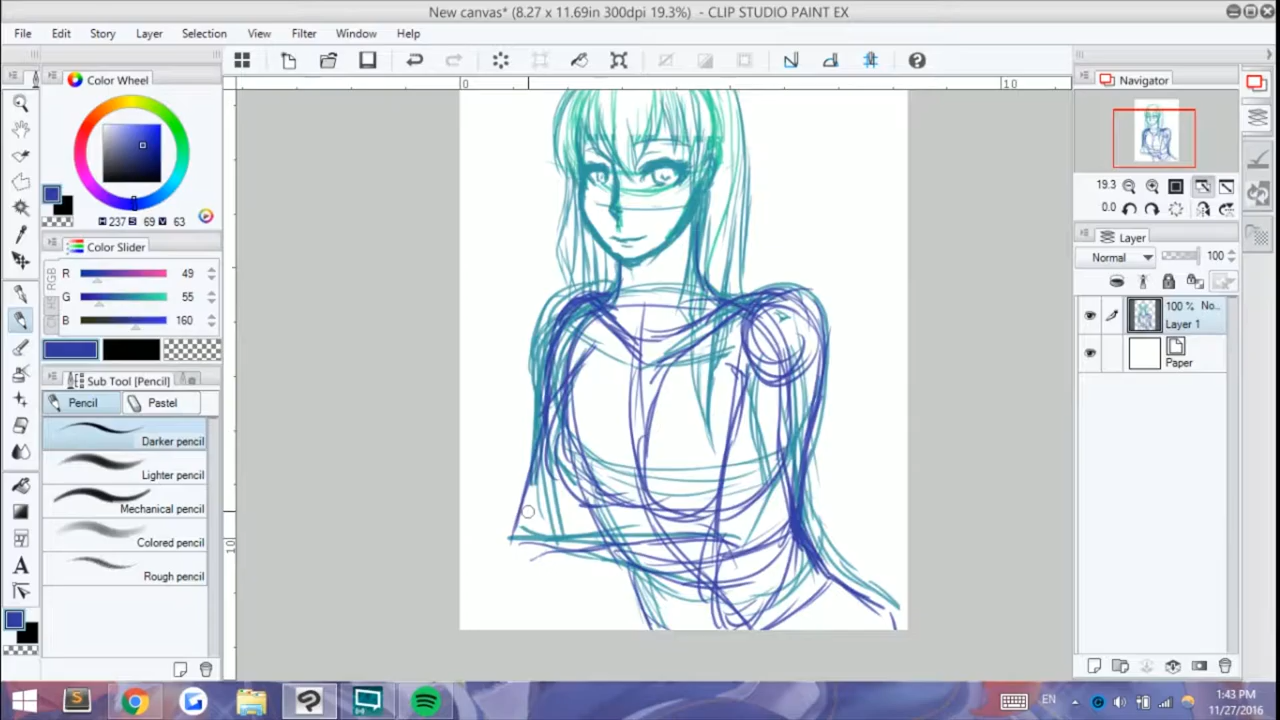 New canvas* (8.27 x 11.69in 300dpi 19.3%) - CLIP STUDIO PAINT EX
File Edit Story Layer Selection View Filter Window Help
Color Wheel
0
10
Navigator
H 237 S 69 V 63
19.3
0.0
Color Slider
RGB
R 49
G 55
B 160
Layer
Normal
100
100 % No...
Layer 1
Paper
Sub Tool [Pencil]
Pencil
Pastel
Darker pencil
Lighter pencil
Mechanical pencil
Colored pencil
Rough pencil
10
A
S
EN
1:43 PM
11/27/2016